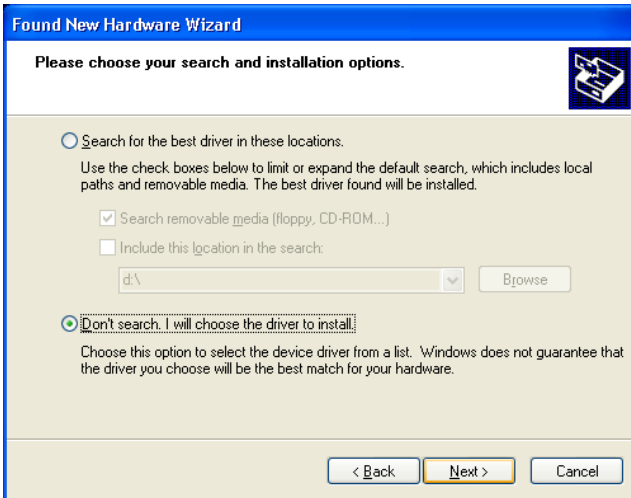 Found New Hardware Wizard
Please choose your search and installation options.
Search for the best driver in these locations.
Use the check boxes below to limit or expand the default search, which includes local
paths and removable media. The best driver found will be installed.
Search removable media (floppy, CD-ROM...)
Include this location in the search:
d:\
Browse
Don't search. I will choose the driver to install.
Choose this option to select the device driver from a list.  Windows does not guarantee that
the driver you choose will be the best match for your hardware.
< Back Next > Cancel